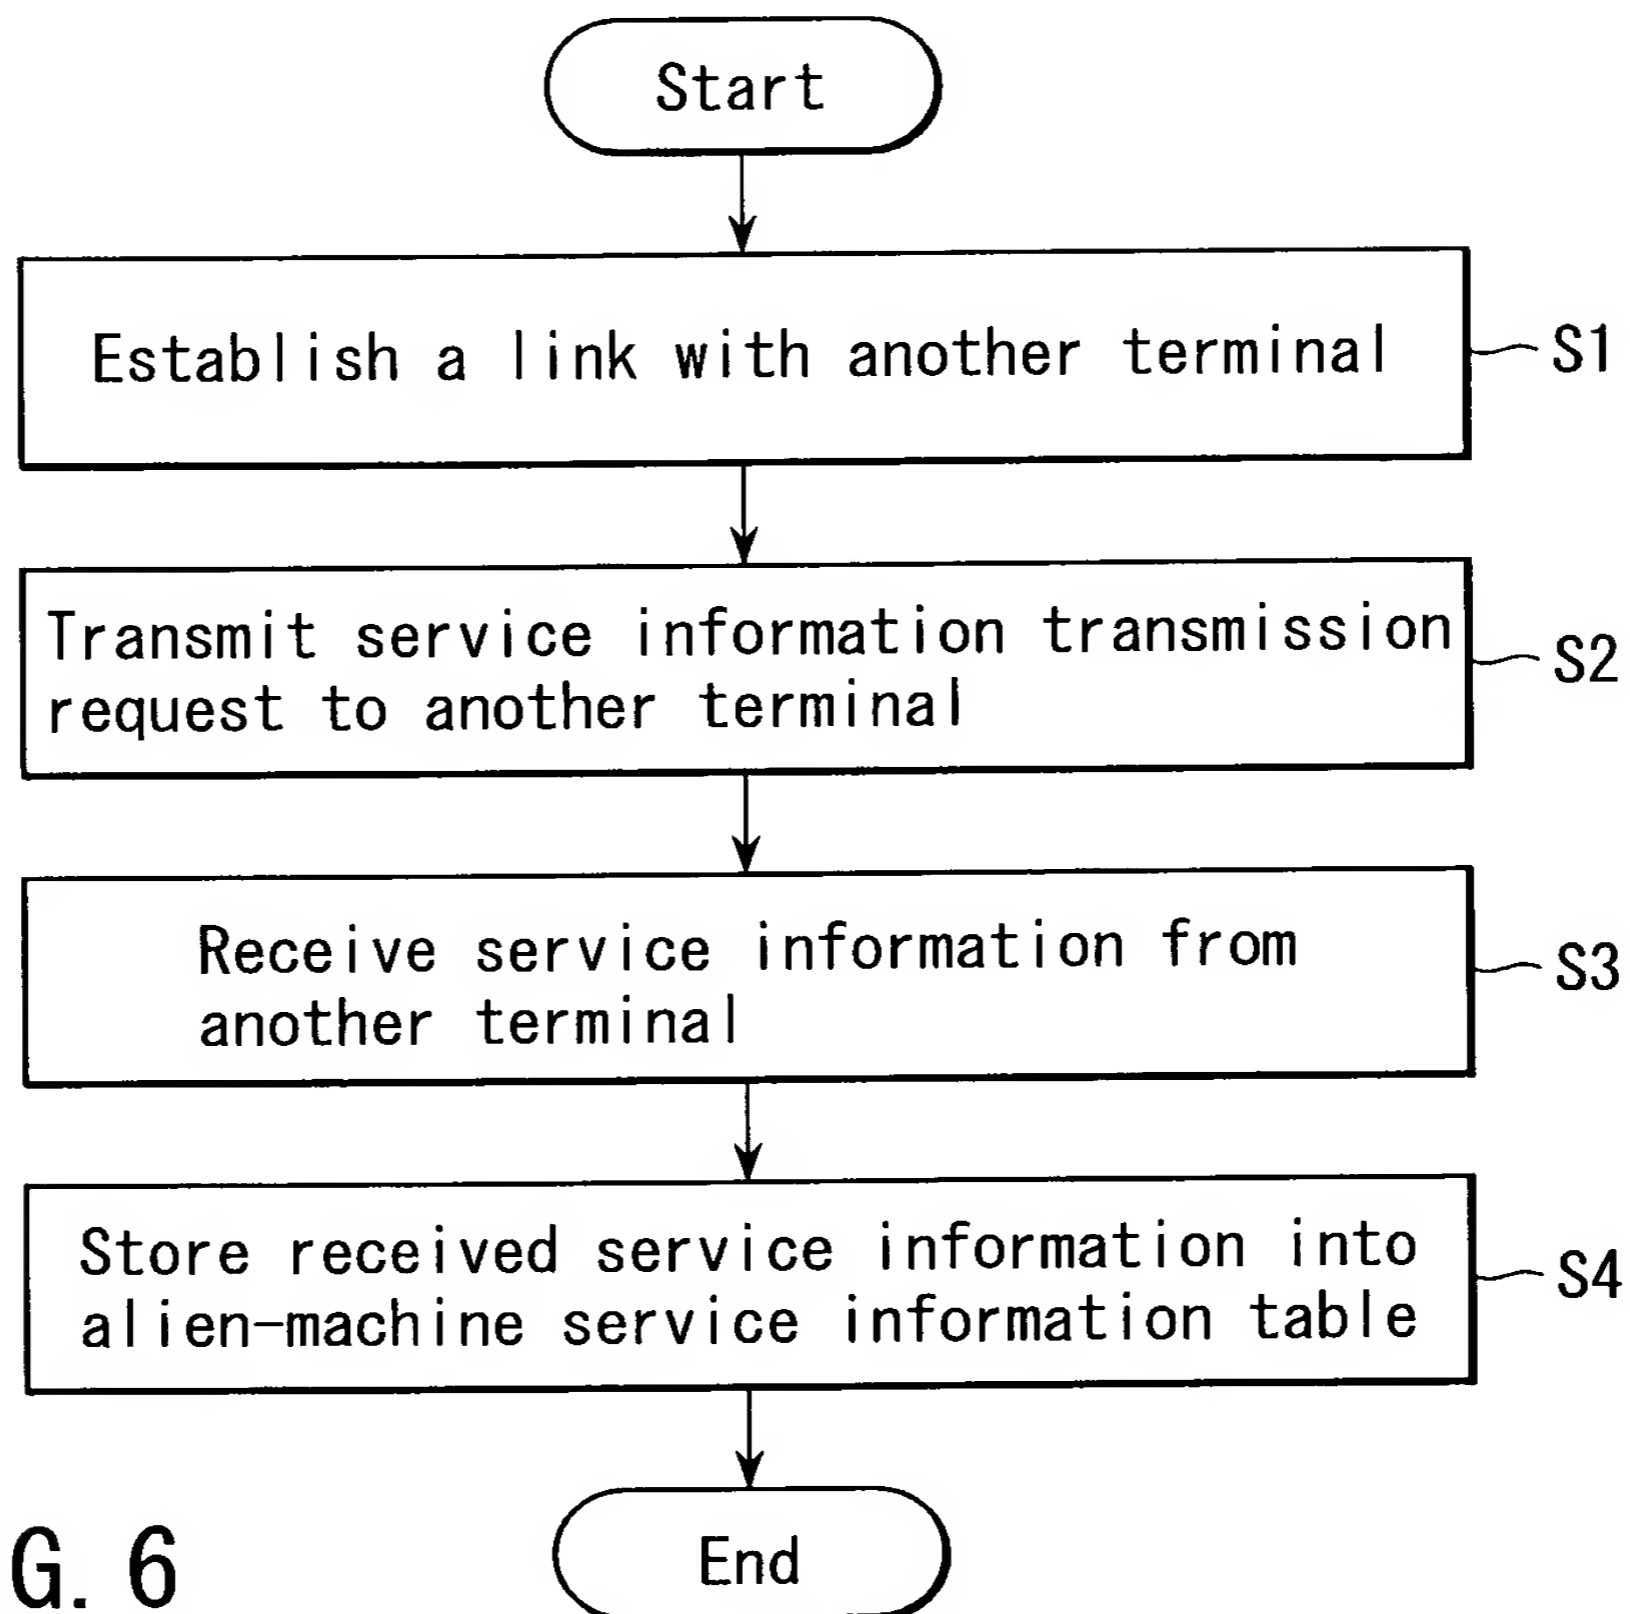 Start
Establish a link with another terminal
S1
Transmit service information transmission
request to another terminal
S2
Receive service information from
another terminal
S3
Store received service information into
alien-machine service information table
S4
End
G. 6